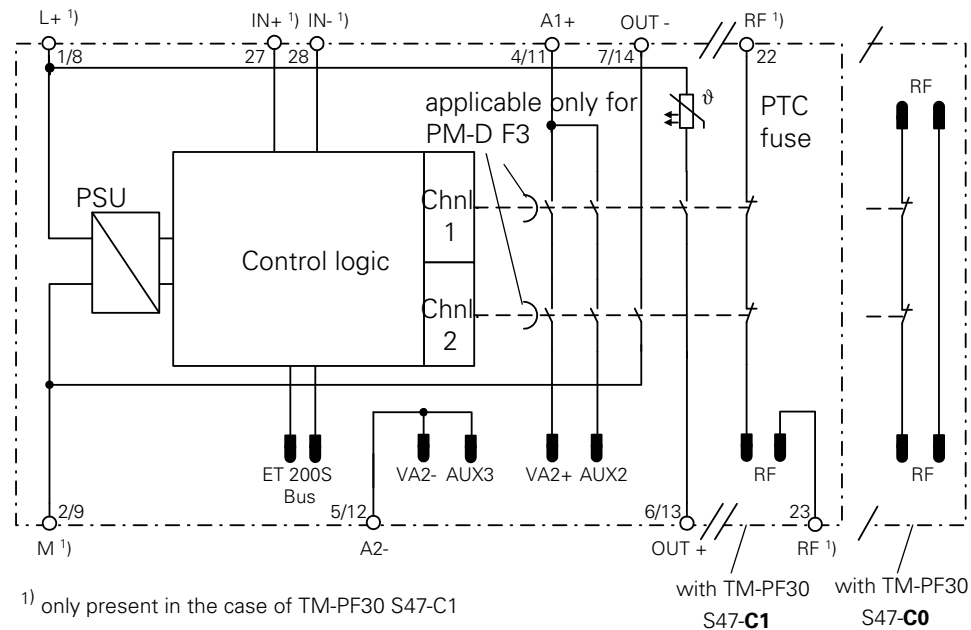 L+ ¹) IN+ ¹) IN- ¹) A1+ OUT - RF ¹)
1/8 27 28 4/11 7/14 22
RF
applicable only for
PM-D F3
ϑ
PTC
fuse
PSU
Control logic
Chnl.
1
Chnl.
2
ET 200S
Bus
VA2- AUX3 VA2+ AUX2 RF RF
2/9 5/12 6/13 23
M ¹) A2- OUT + RF ¹)
with TM-PF30
S47-C1
with TM-PF30
S47-C0
¹) only present in the case of TM-PF30 S47-C1